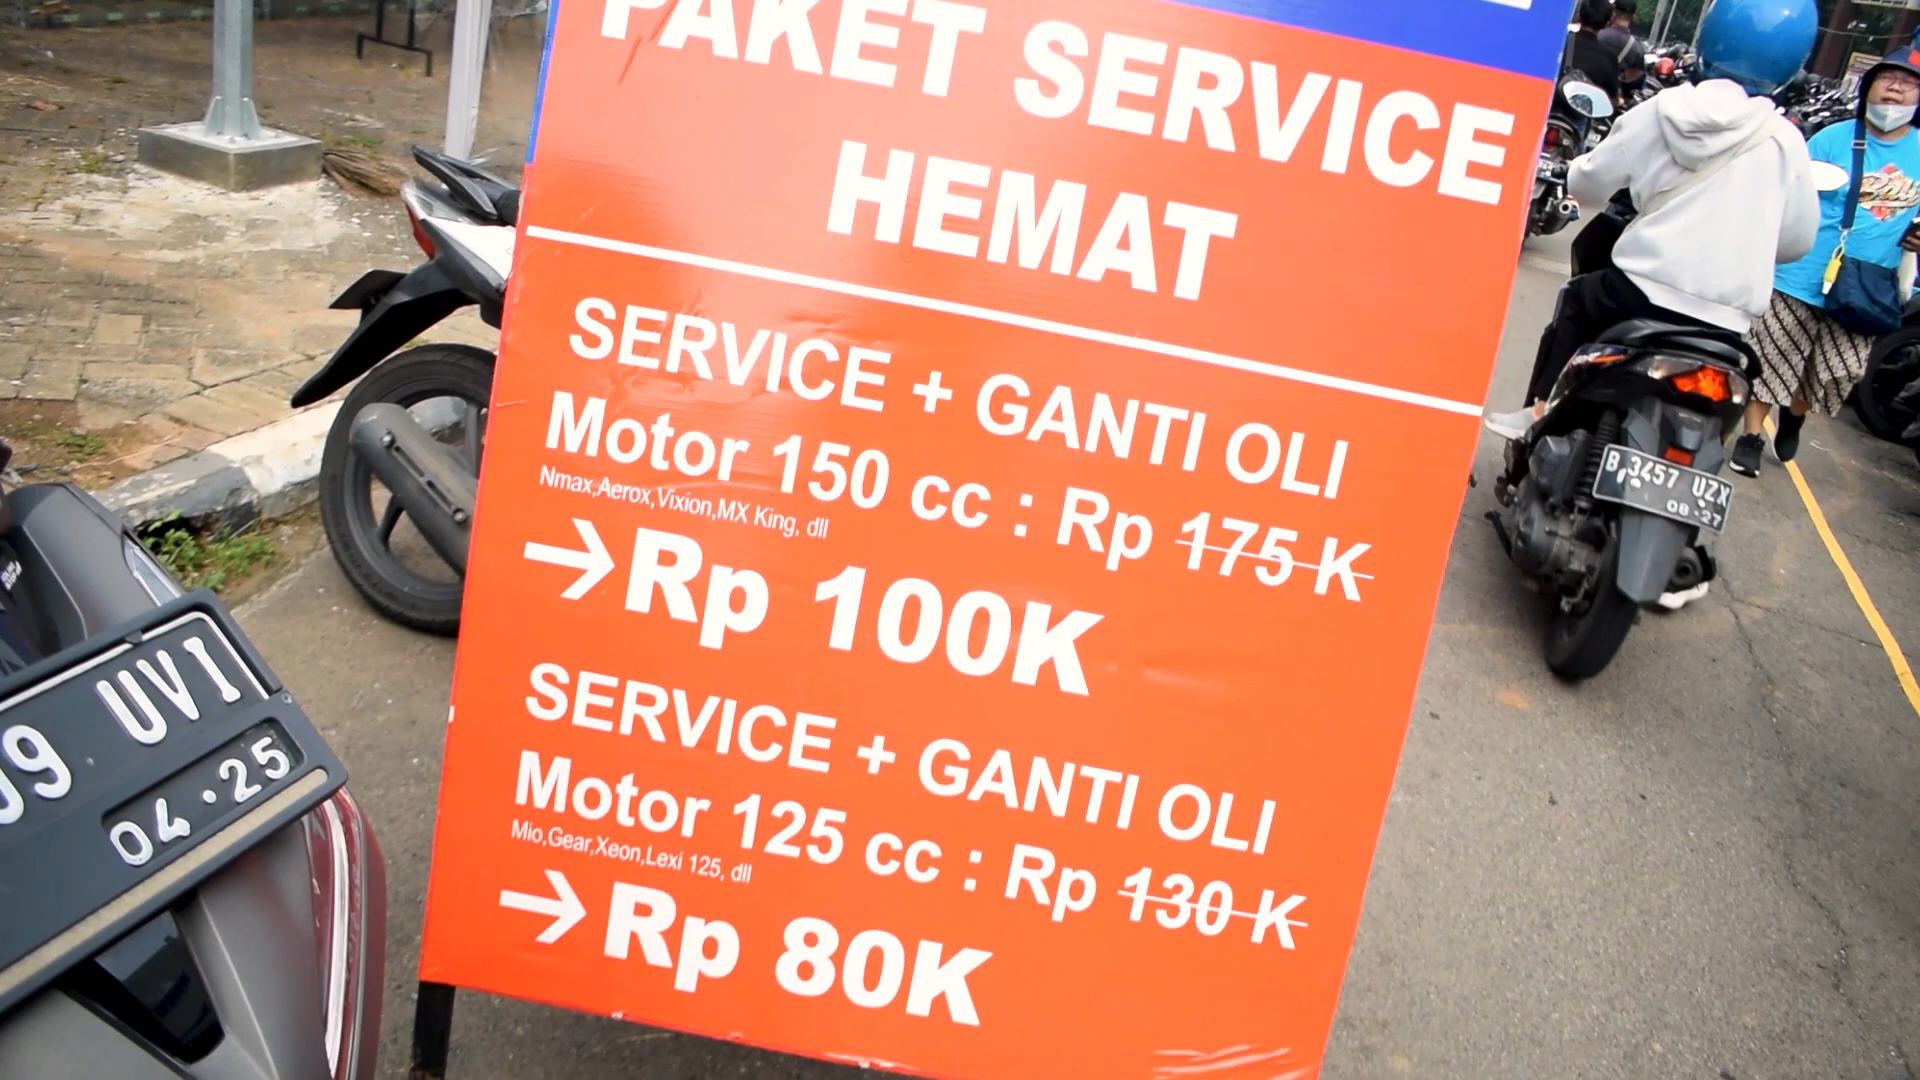 PAKET SERVICE
HEMAT
SERVICE + GANTI OLI
Motor 150 cc : Rp 175 K
Nmax,Aerox,Vixion,MX King, dll
→Rp 100K
SERVICE + GANTI OLI
Motor 125 cc : Rp 130 K
Mio,Gear,Xeon,Lexi 125, dll
→Rp 80K
B 3457 UZX
08·27
09 UVI
04·25